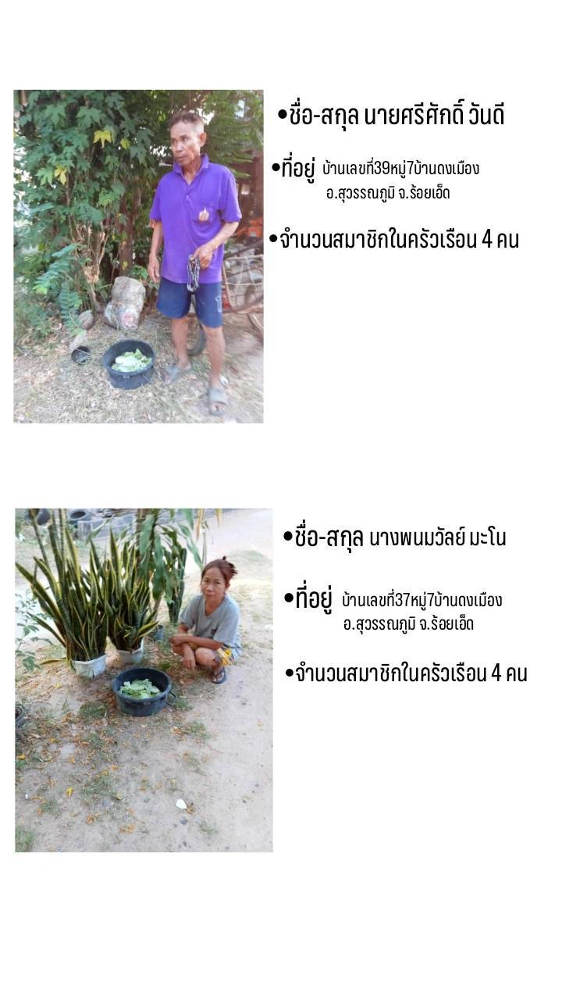 •ชื่อ-สกุล นายศรีศักดิ์ วันดี
•ที่อยู่ บ้านเลขที่39หมู่7บ้านดงเมือง
อ.สุวรรณภูมิ จ.ร้อยเอ็ด
•จำนวนสมาชิกในครัวเรือน 4 คน
•ชื่อ-สกุล นางพนมวัลย์ มะโน
•ที่อยู่ บ้านเลขที่37หมู่7บ้านดงเมือง
อ.สุวรรณภูมิ จ.ร้อยเอ็ด
•จำนวนสมาชิกในครัวเรือน 4 คน